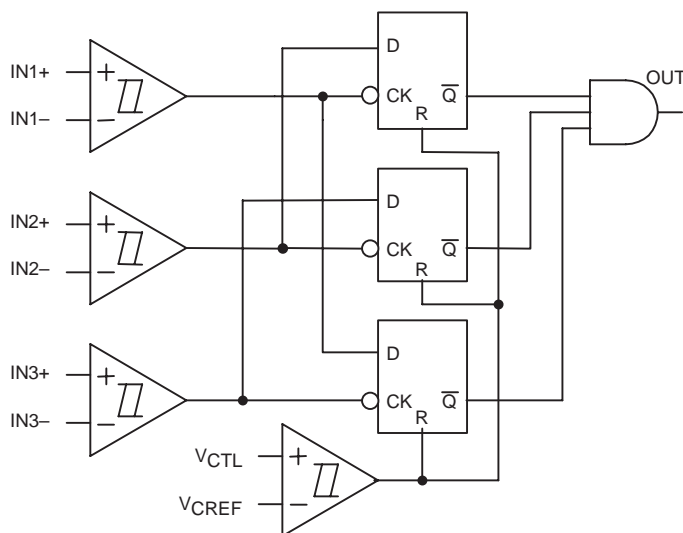 D
IN1+
+
OUT
CK
Q
IN1–
–
R
D
IN2+
+
CK
Q
IN2–
–
R
D
IN3+
+
CK
Q
IN3–
–
R
VCTL
+
VCREF
–